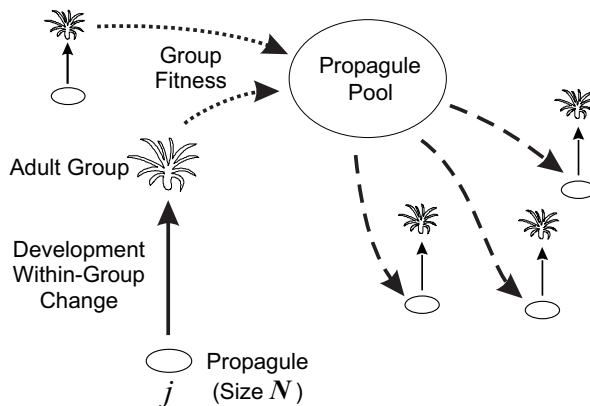 Group
Fitness
Propagule
Pool
Adult Group
Development
Within-Group
Change
Propagule
j (Size N)